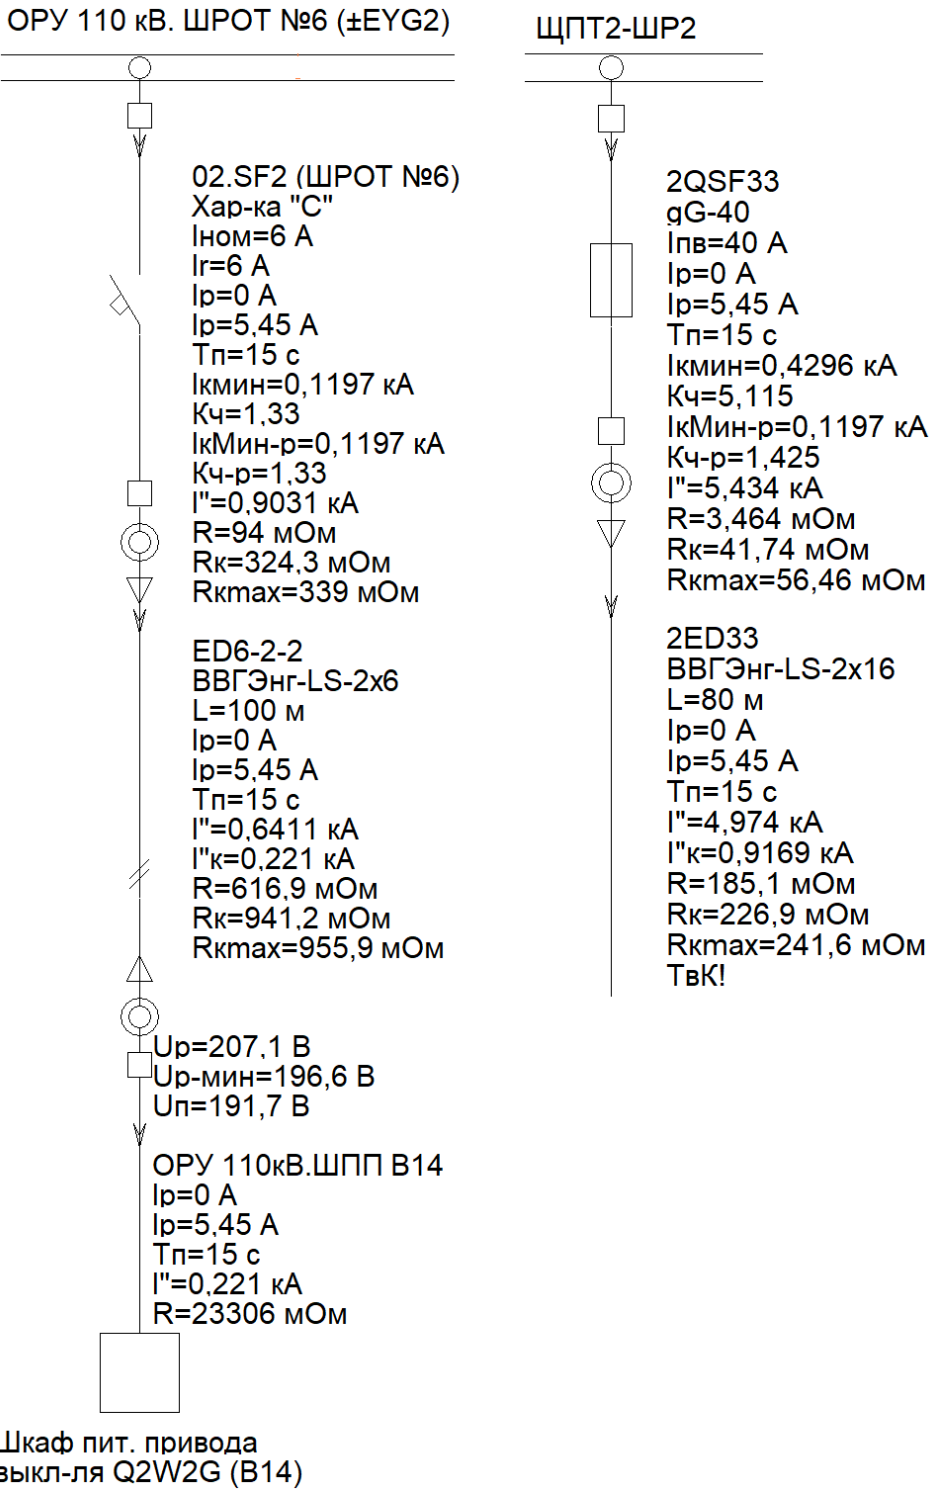 ОРУ 110 кВ. ШРОТ №6 (±EYG2)
02.SF2 (ШРОТ №6)
Хар-ка "С"
Iном=6 А
Ir=6 А
Iр=0 А
Iр=5,45 А
Тп=15 с
Iкмин=0,1197 кА
Кч=1,33
IкМин-р=0,1197 кА
Кч-р=1,33
I"=0,9031 кА
R=94 мОм
Rк=324,3 мОм
Rкmax=339 мОм
ED6-2-2
ВВГЭнг-LS-2х6
L=100 м
Iр=0 А
Iр=5,45 А
Тп=15 с
I"=0,6411 кА
I"к=0,221 кА
R=616,9 мОм
Rк=941,2 мОм
Rкmax=955,9 мОм
Uр=207,1 В
Uр-мин=196,6 В
Uп=191,7 В
ОРУ 110кВ.ШПП В14
Iр=0 А
Iр=5,45 А
Тп=15 с
I"=0,221 кА
R=23306 мОм
Шкаф пит. привода
выкл-ля Q2W2G (В14)
ЩПТ2-ШР2
2QSF33
gG-40
Iпв=40 А
Iр=0 А
Iр=5,45 А
Тп=15 с
Iкмин=0,4296 кА
Кч=5,115
IкМин-р=0,1197 кА
Кч-р=1,425
I"=5,434 кА
R=3,464 мОм
Rк=41,74 мОм
Rкmax=56,46 мОм
2ED33
ВВГЭнг-LS-2х16
L=80 м
Iр=0 А
Iр=5,45 А
Тп=15 с
I"=4,974 кА
I"к=0,9169 кА
R=185,1 мОм
Rк=226,9 мОм
Rкmax=241,6 мОм
ТвК!